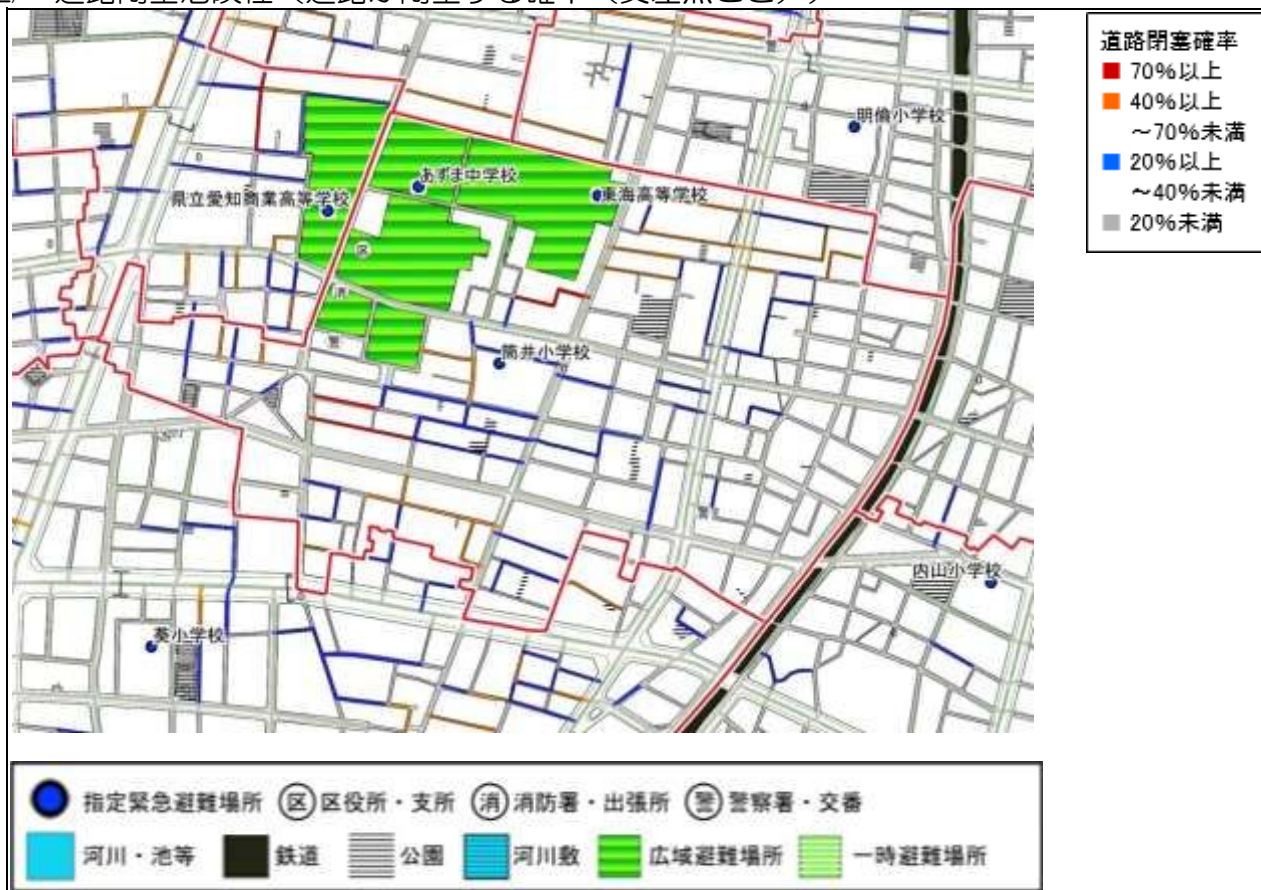 道路閉塞確率
70%以上
40%以上
～70%未満
20%以上
～40%未満
20%未満
明倫小学校
あずま中学校
東海高等学校
県立愛知商業高等学校
区
消
警
筒井小学校
内山小学校
葵小学校
指定緊急避難場所 区 区役所・支所 消 消防署・出張所 警 警察署・交番
河川・池等 鉄道 公園 河川敷 広域避難場所 一時避難場所